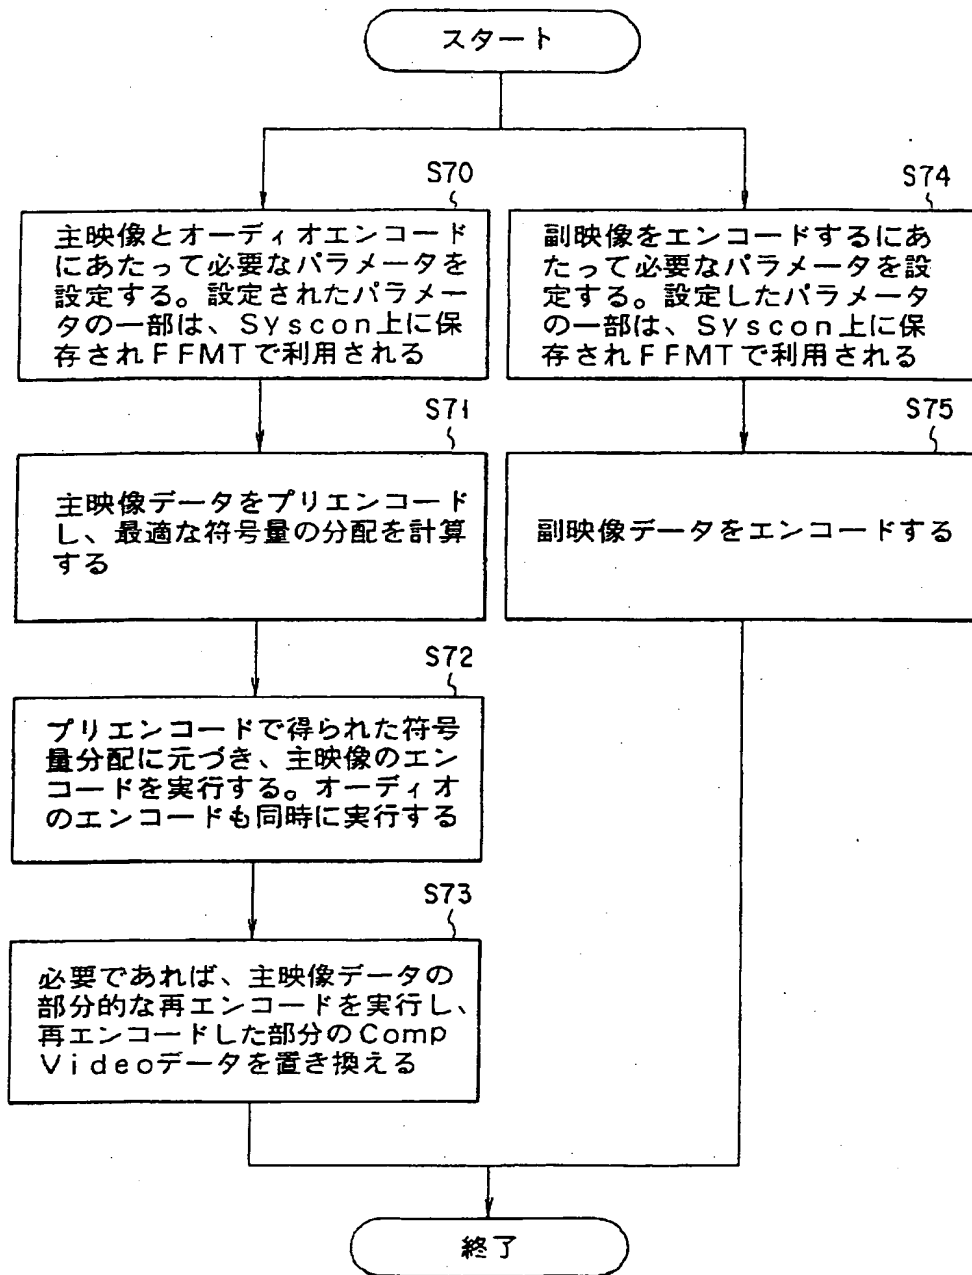 スタート
S70
主映像とオーディオエンコード
にあたって必要なパラメータを
設定する。設定されたパラメー
タの一部は、Syscon上に保
存されFFMTで利用される
S71
主映像データをプリエンコード
し、最適な符号量の分配を計算
する
S72
プリエンコードで得られた符号
量分配に元づき、主映像のエン
コードを実行する。オーディオ
のエンコードも同時に実行する
S73
必要であれば、主映像データの
部分的な再エンコードを実行し、
再エンコードした部分のComp
Videoデータを置き換える
S74
副映像をエンコードするにあ
たって必要なパラメータを設
定する。設定したパラメータ
の一部は、Syscon上に保
存されFFMTで利用される
S75
副映像データをエンコードする
終了